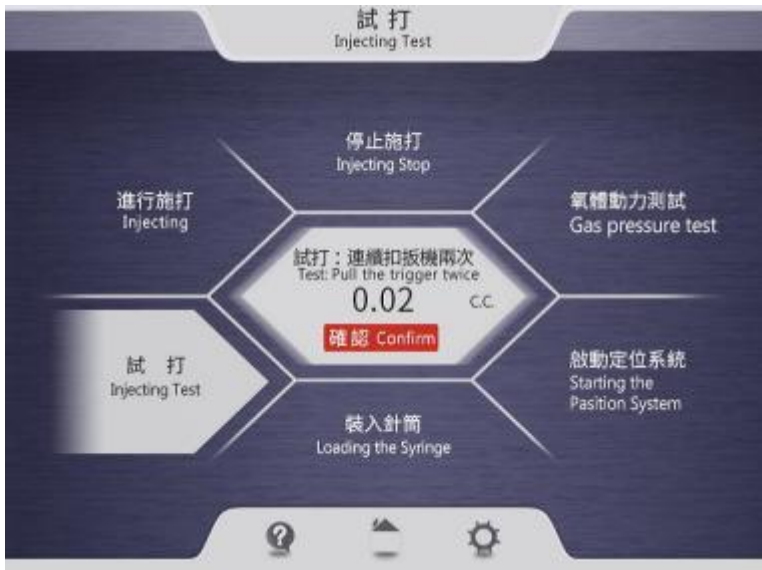 試 打
Injecting Test
停止施打
Injecting Stop
進行施打
Injecting
氧體動力測試
Gas pressure test
試打：連續扣扳機兩次
Test: Pull the trigger twice
0.02 C.C.
確認 Confirm
試 打
Injecting Test
啟動定位系統
Starting the
Pasition System
裝入針筒
Loading the Syringe